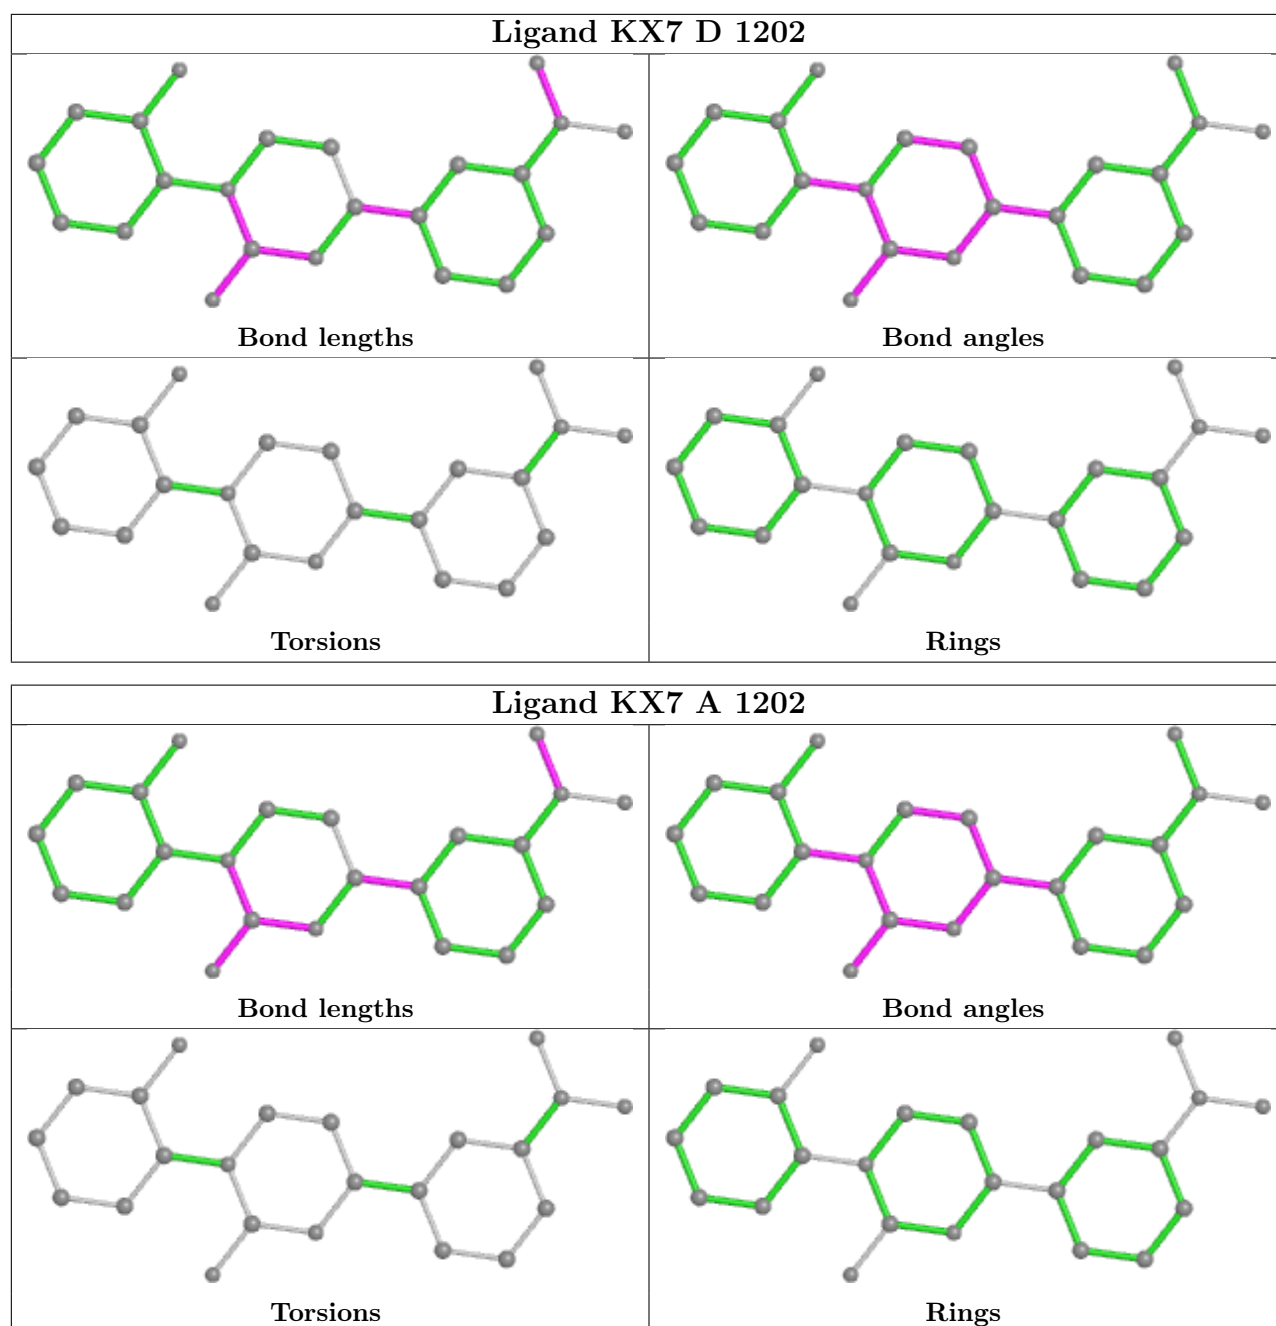 Ligand KX7 D 1202
Bond lengths
Bond angles
Torsions
Rings
Ligand KX7 A 1202
Bond lengths
Bond angles
Torsions
Rings